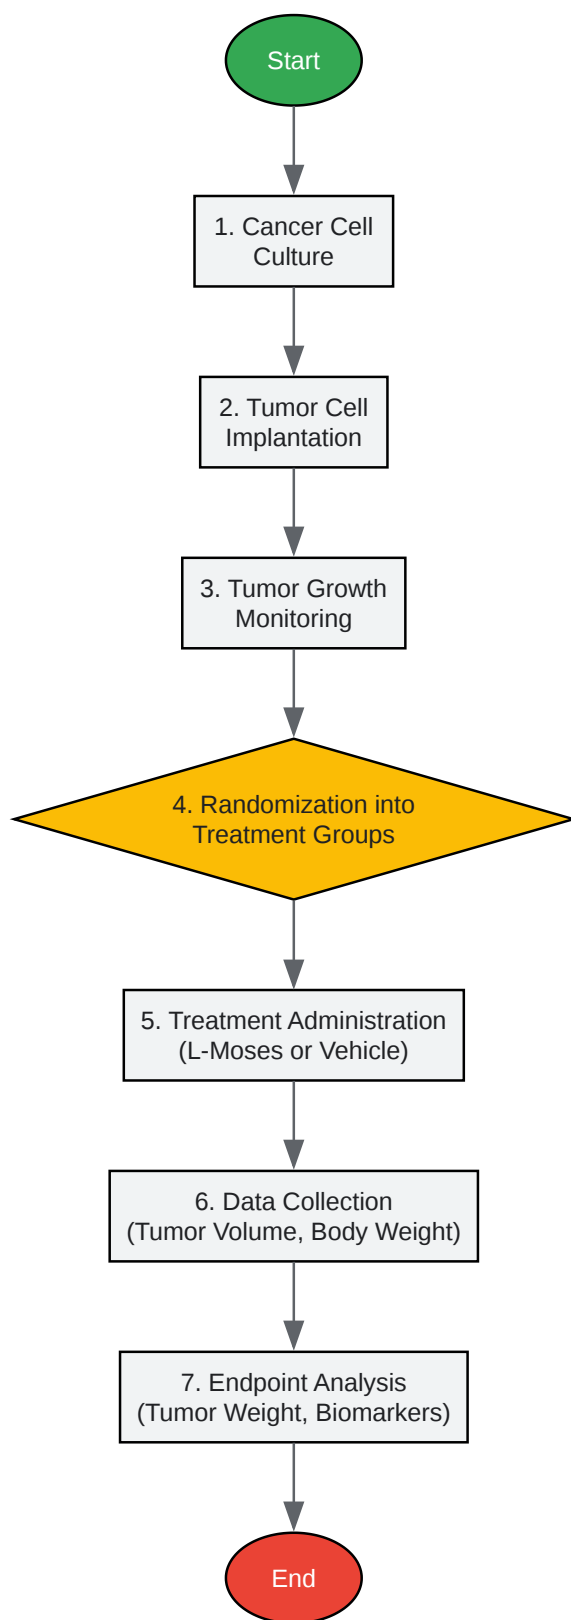 Start
1. Cancer Cell
Culture
2. Tumor Cell
Implantation
3. Tumor Growth
Monitoring
4. Randomization into
Treatment Groups
5. Treatment Administration
(L-Moses or Vehicle)
6. Data Collection
(Tumor Volume, Body Weight)
7. Endpoint Analysis
(Tumor Weight, Biomarkers)
End